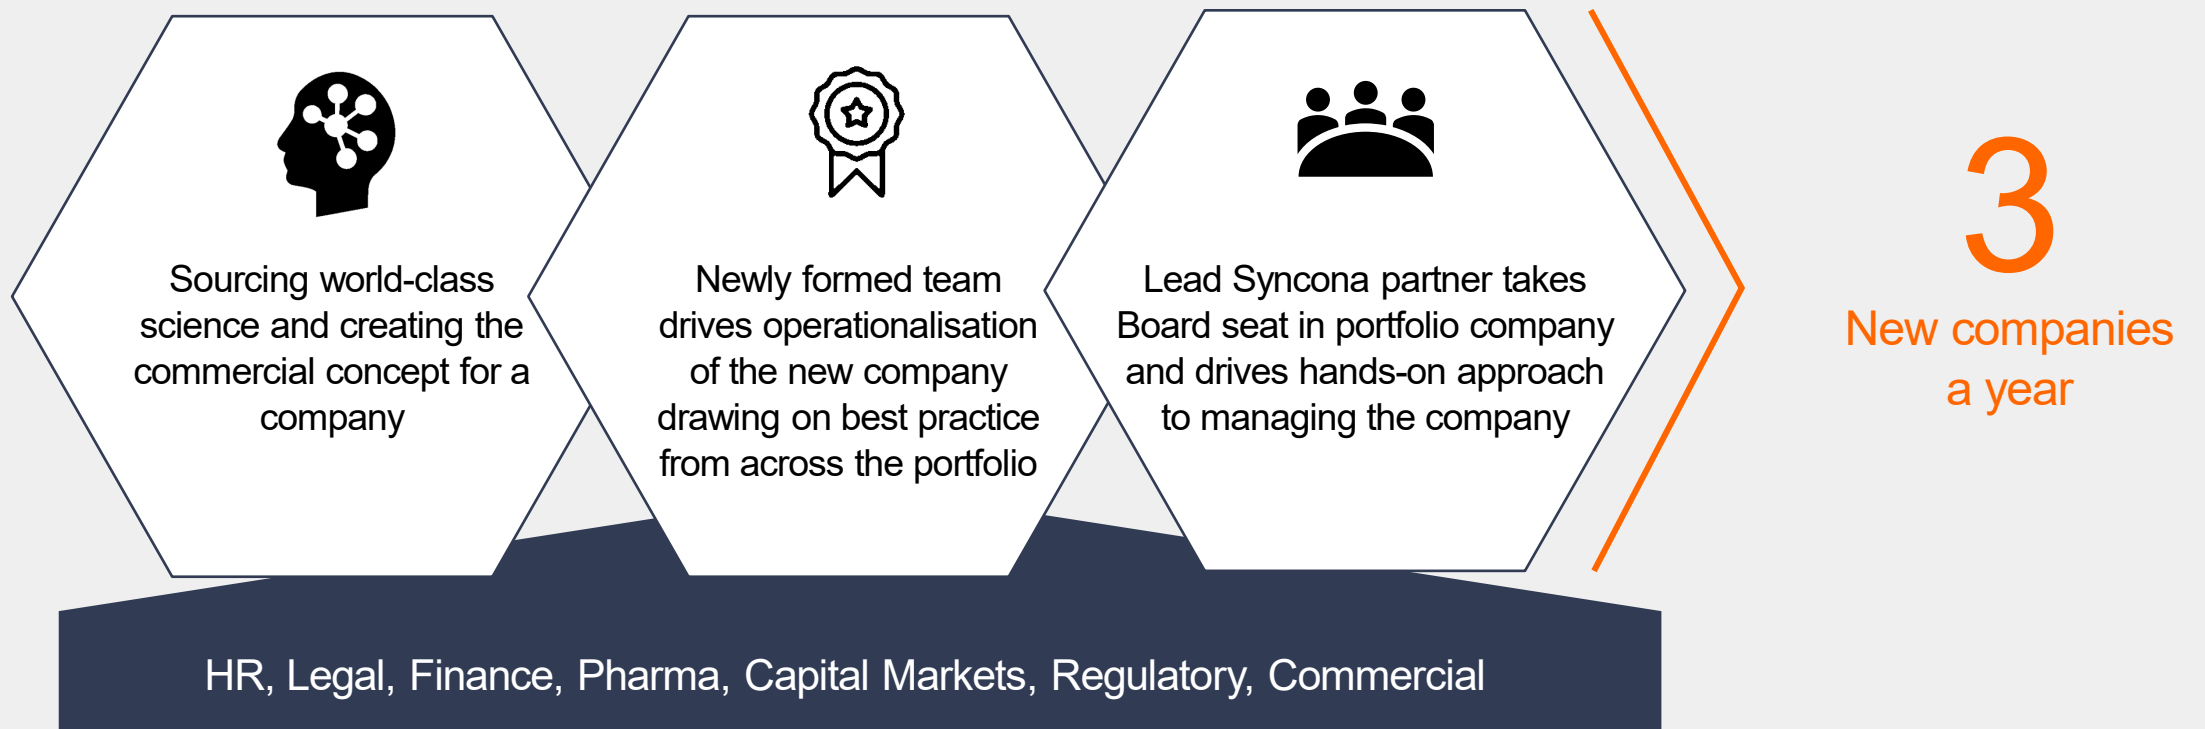 Sourcing world-class
science and creating the
commercial concept for a
company
Newly formed team
drives operationalisation
of the new company
drawing on best practice
from across the portfolio
Lead Syncona partner takes
Board seat in portfolio company
and drives hands-on approach
to managing the company
3
New companies
a year
HR, Legal, Finance, Pharma, Capital Markets, Regulatory, Commercial